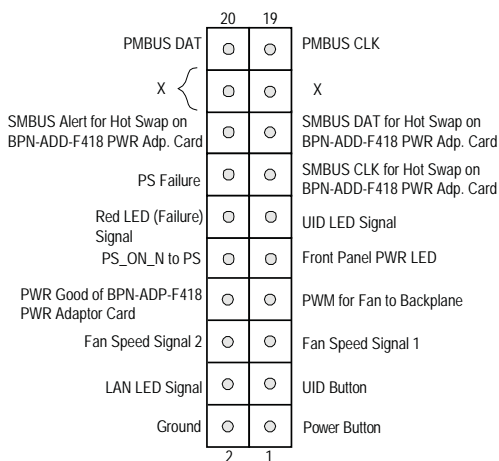 20 19
PMBUS DAT PMBUS CLK
X X
SMBUS Alert for Hot Swap on
BPN-ADD-F418 PWR Adp. Card
SMBUS DAT for Hot Swap on
BPN-ADD-F418 PWR Adp. Card
PS Failure
SMBUS CLK for Hot Swap on
BPN-ADD-F418 PWR Adp. Card
Red LED (Failure)
Signal
UID LED Signal
PS_ON_N to PS Front Panel PWR LED
PWR Good of BPN-ADP-F418
PWR Adaptor Card
PWM for Fan to Backplane
Fan Speed Signal 2 Fan Speed Signal 1
LAN LED Signal UID Button
Ground Power Button
2 1